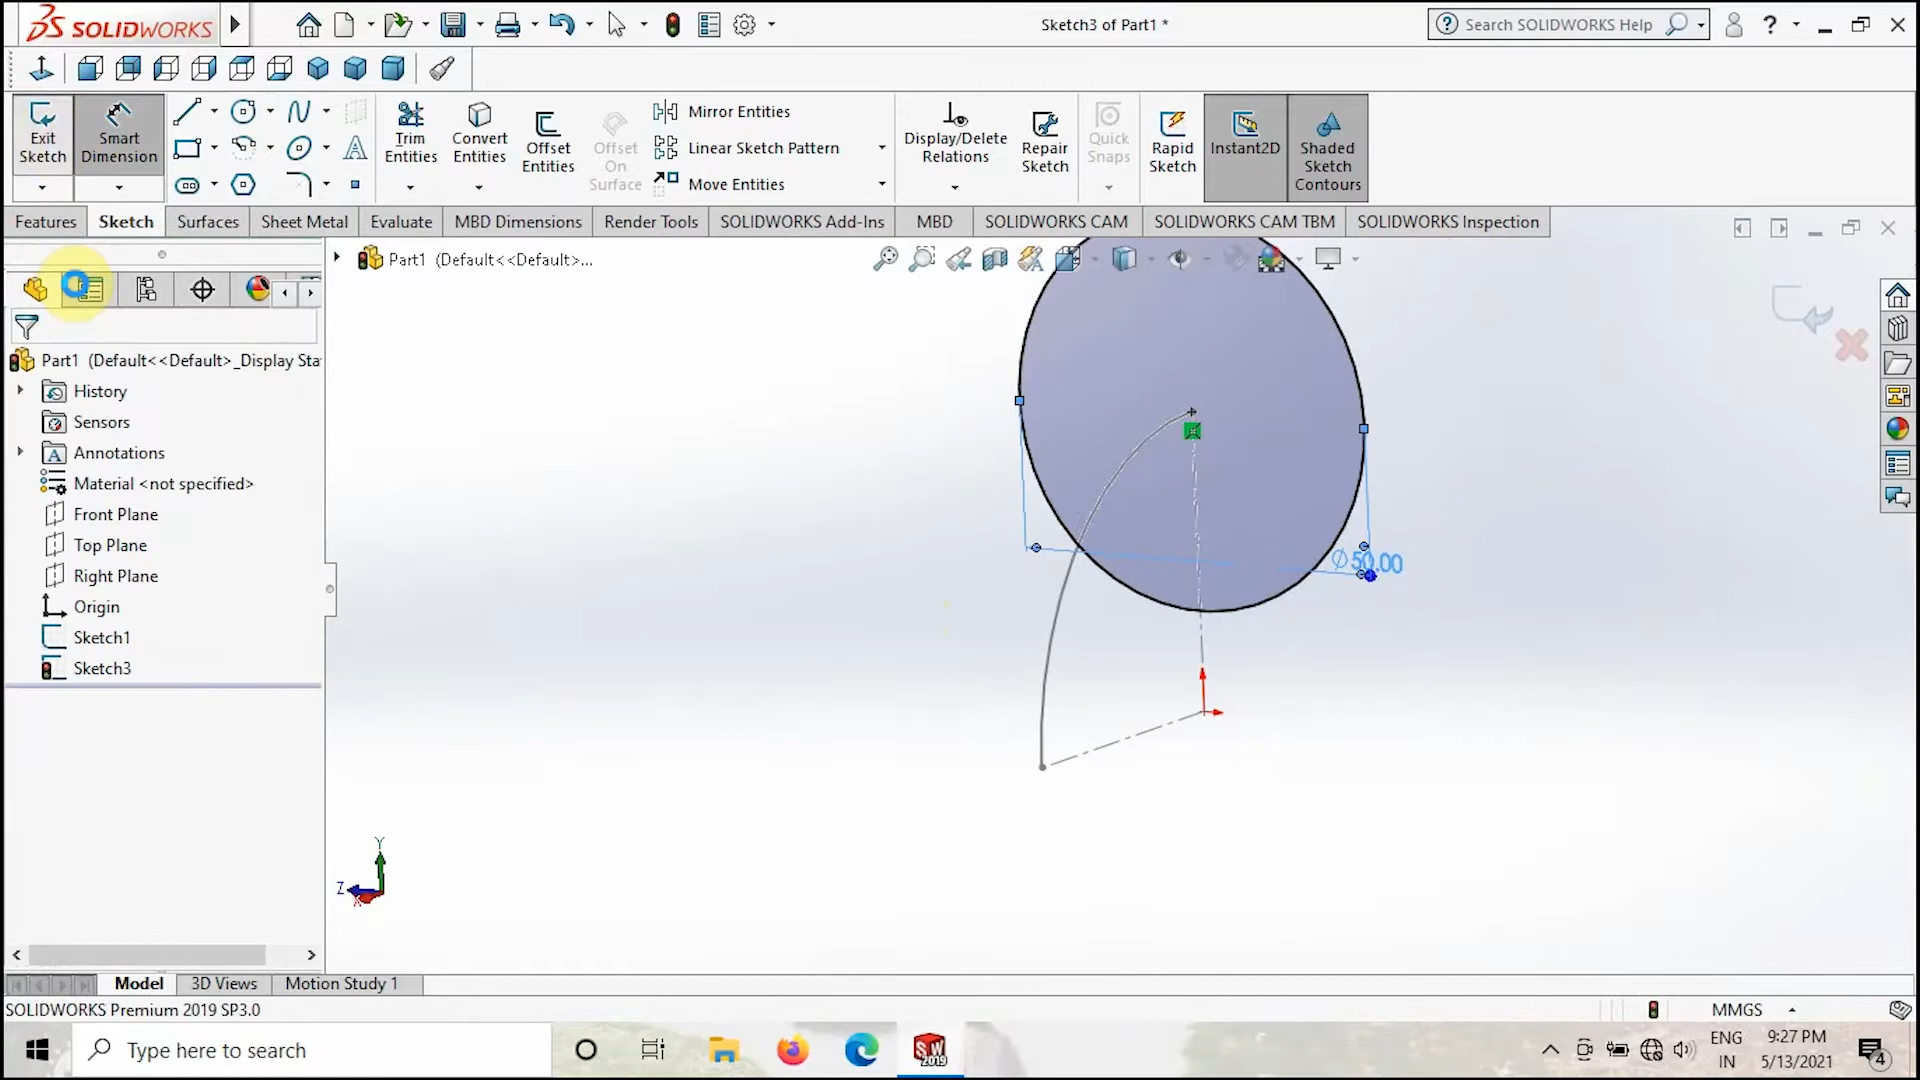 SOLIDWORKS
Sketch3 of Part1 *
Search SOLIDWORKS Help
Exit Sketch
Smart Dimension
Trim Entities
Convert Entities
Offset Entities
Offset On Surface
Mirror Entities
Linear Sketch Pattern
Move Entities
Display/Delete Relations
Repair Sketch
Quick Snaps
Rapid Sketch
Instant2D
Shaded Sketch Contours
Features
Sketch
Surfaces
Sheet Metal
Evaluate
MBD Dimensions
Render Tools
SOLIDWORKS Add-Ins
MBD
SOLIDWORKS CAM
SOLIDWORKS CAM TBM
SOLIDWORKS Inspection
Part1 (Default<<Default>...
Part1 (Default<<Default>_Display Sta
History
Sensors
Annotations
Material <not specified>
Front Plane
Top Plane
Right Plane
Origin
Sketch1
Sketch3
Ø50.00
Y
Z
X
Model
3D Views
Motion Study 1
SOLIDWORKS Premium 2019 SP3.0
MMGS
Type here to search
SW
2019
ENG
IN
9:27 PM
5/13/2021
4